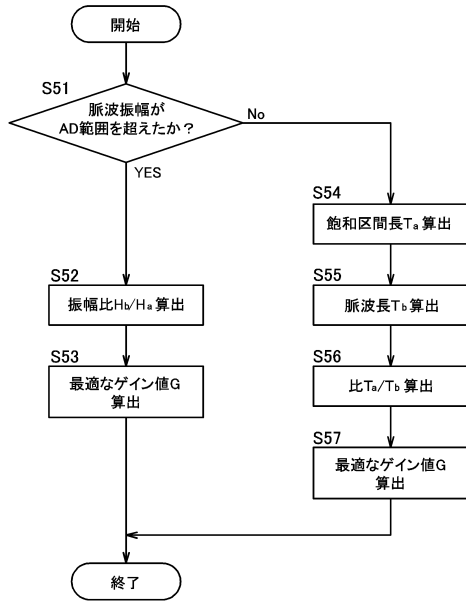 開始
S51
脈波振幅が
AD範囲を超えたか？
No
YES
S54
飽和区間長Ta算出
S52
振幅比Hb/Ha算出
S55
脈波長Tb算出
S53
最適なゲイン値G
算出
S56
比Ta/Tb算出
S57
最適なゲイン値G
算出
終了